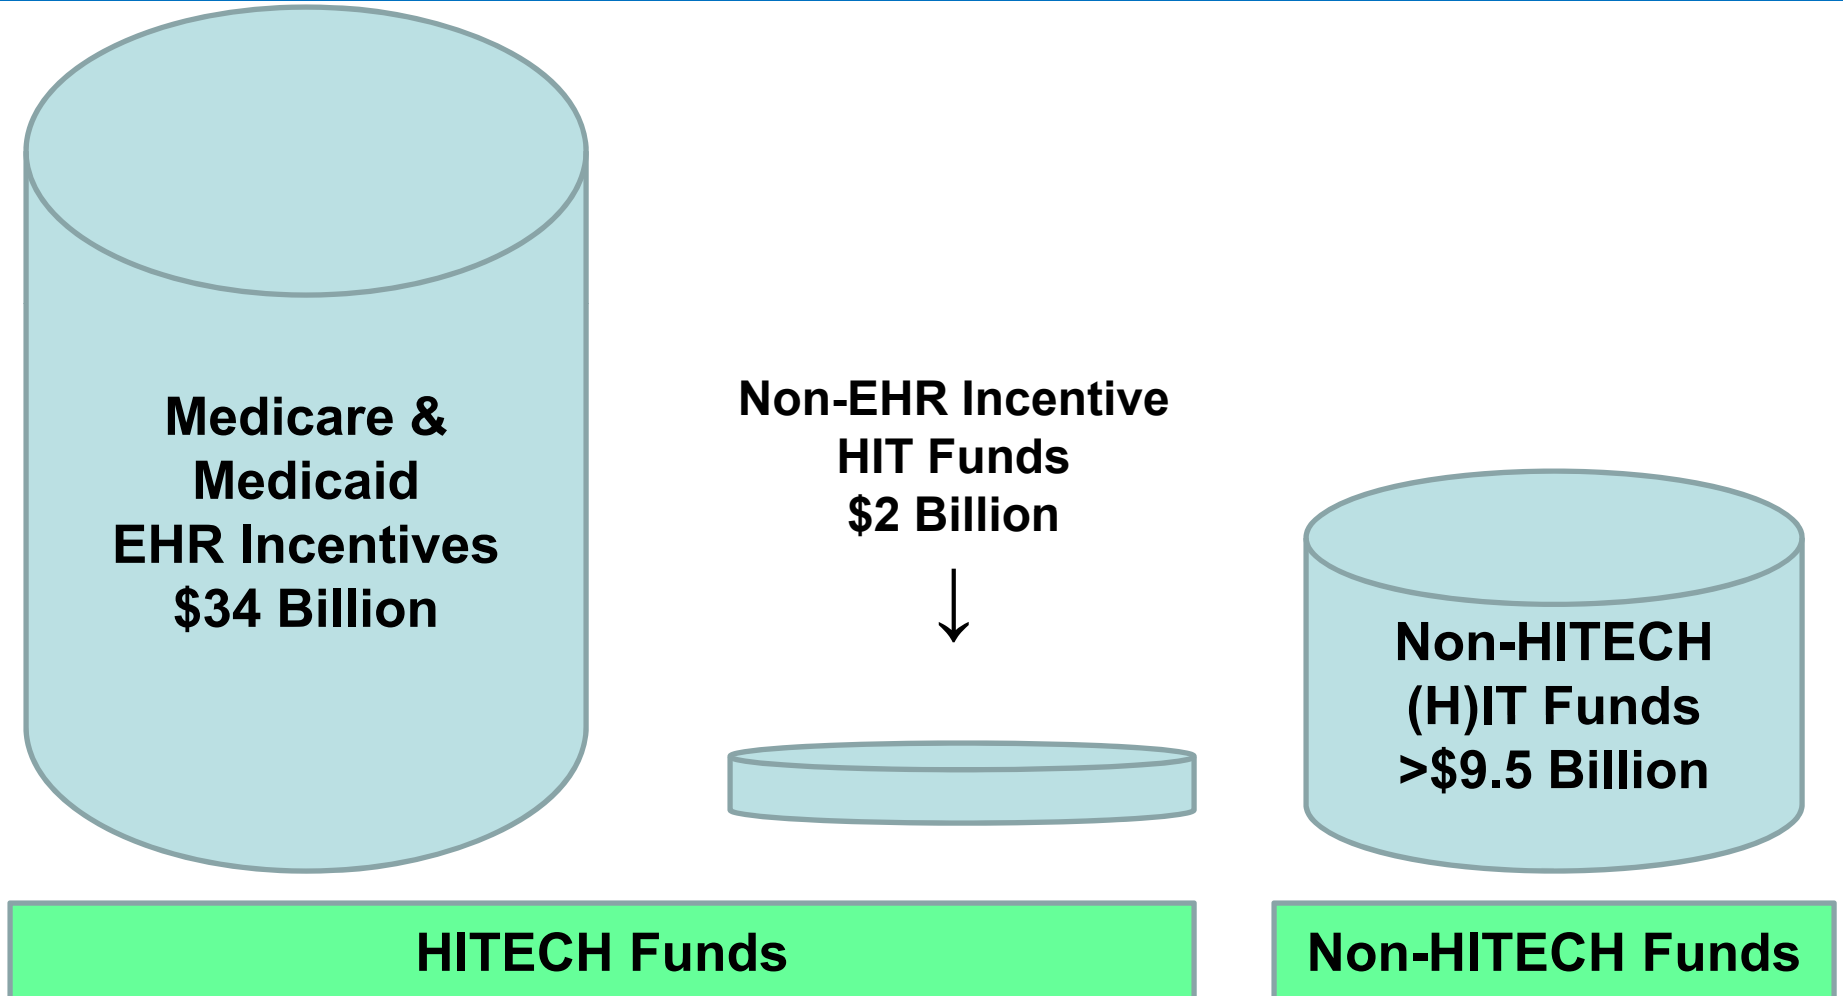 Medicare &
Medicaid
EHR Incentives
$34 Billion
Non-EHR Incentive
HIT Funds
$2 Billion
Non-HITECH
(H)IT Funds
>$9.5 Billion
HITECH Funds
Non-HITECH Funds